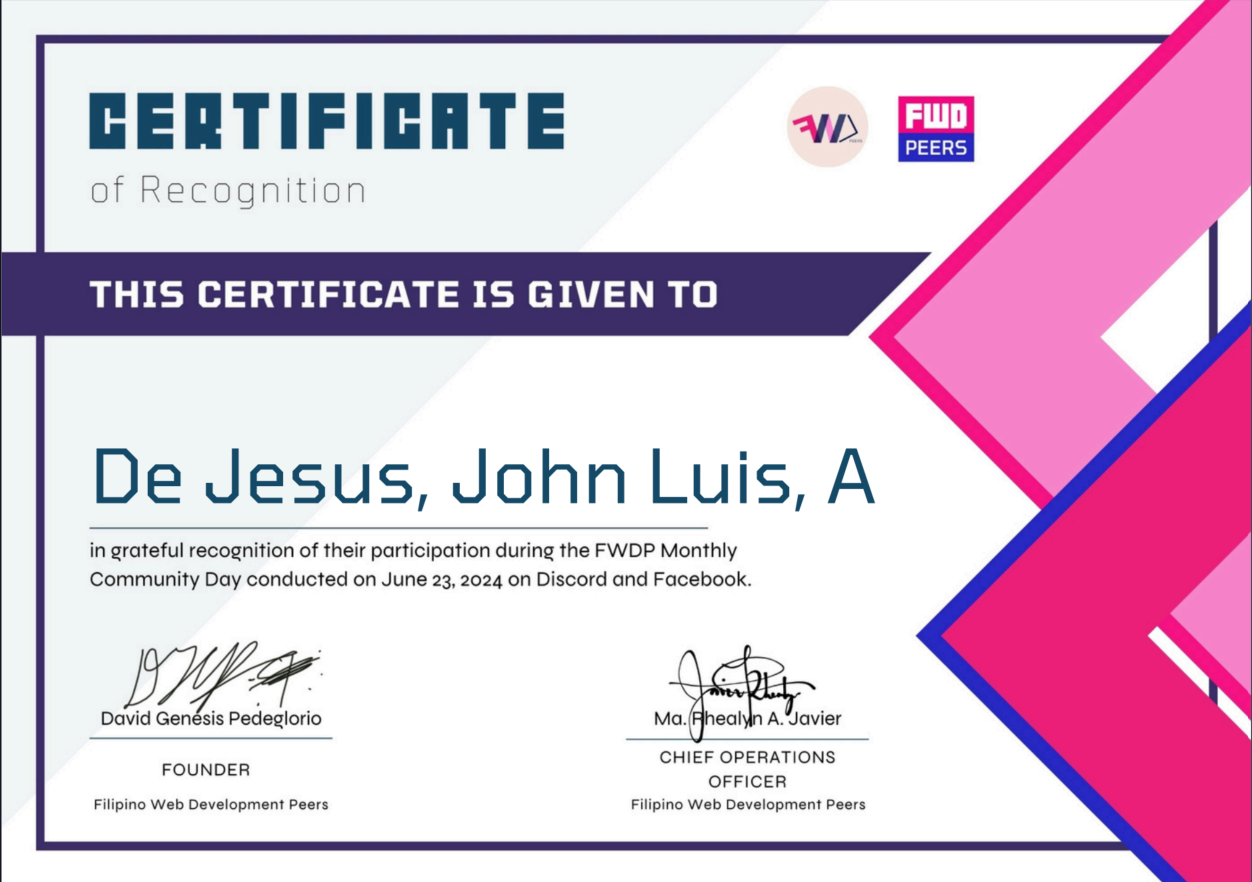 CERTIFICATE
of Recognition
FWD
PEERS
THIS CERTIFICATE IS GIVEN TO
De Jesus, John Luis, A
in grateful recognition of their participation during the FWDP Monthly
Community Day conducted on June 23, 2024 on Discord and Facebook.
David Genesis Pedeglorio
FOUNDER
Filipino Web Development Peers
Ma. Rhealyn A. Javier
CHIEF OPERATIONS
OFFICER
Filipino Web Development Peers